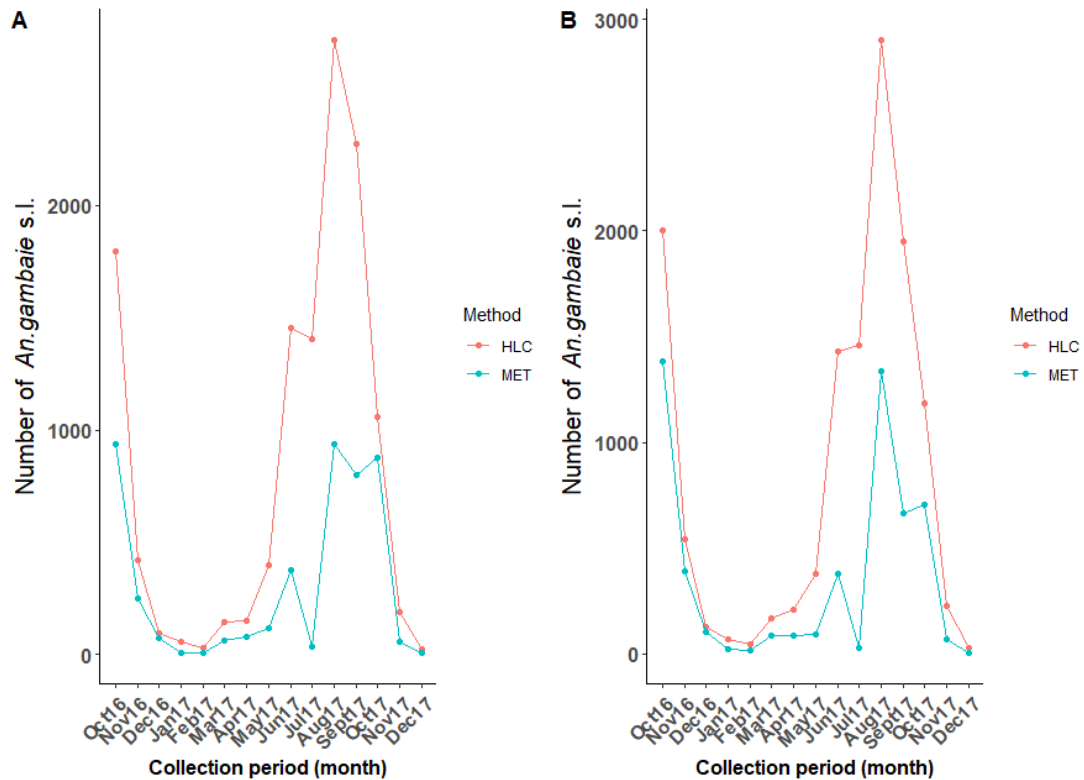 A
Number of An.gambaie s.l.
2000
1000
0
Oct16
Nov16
Dec16
Jan17
Feb17
Mar17
Apr17
May17
Jun17
Jul17
Aug17
Sept17
Oct17
Nov17
Dec17
Collection period (month)
Method
HLC
MET
B
Number of An.gambaie s.l.
3000
2000
1000
0
Oct16
Nov16
Dec16
Jan17
Feb17
Mar17
Apr17
May17
Jun17
Jul17
Aug17
Sept17
Oct17
Nov17
Dec17
Collection period (month)
Method
HLC
MET